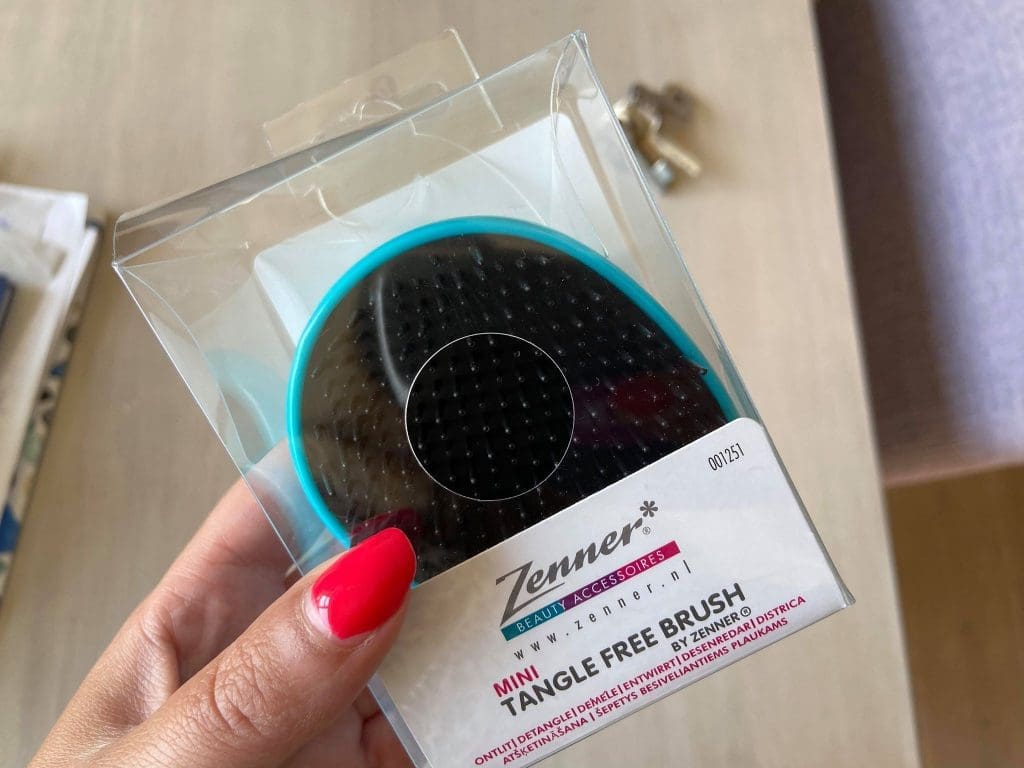 001251
Zenner*®
BEAUTY ACCESSOIRES
www.zenner.nl
MINI
TANGLE FREE BRUSH
BY ZENNER®
ONTLIT| DETANGLE| DÉMÊLE| ENTWIRRT| DESENREDAR| DISTRICA
ATŠĶETINĀŠANA| ŠEPETYS BESIVELIANTIEMS PLAUKAMS